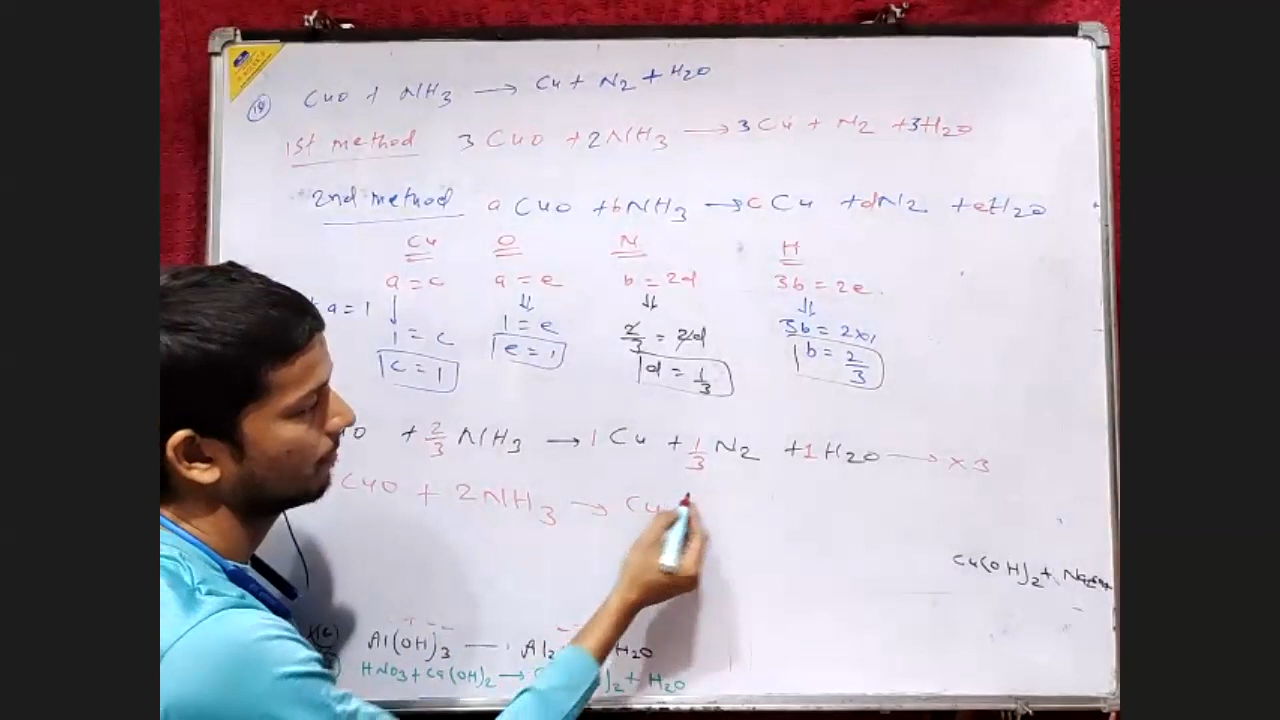 18 CuO + NH3 → Cu + N2 + H2O
1st method 3 CuO + 2NH3 → 3Cu + N2 + 3H2O
2nd method a CuO + bNH3 → cCu + dN2 + eH2O
Cu O N H
a = c a = e b = 2d 3b = 2e
a = 1 ↓ ⇓ ⇓ ⇓
1 = c 1 = e 2/3 = 2d 3b = 2×1
c = 1 e = 1 d = 1/3 b = 2/3
O + 2/3 NH3 → 1 Cu + 1/3 N2 + 1 H2O → ×3
CuO + 2NH3 → Cu
Cu(OH)2 +
Al(OH)3 — Al2 H2O
HNO3 + Ca(OH)2 → )2 + H2O